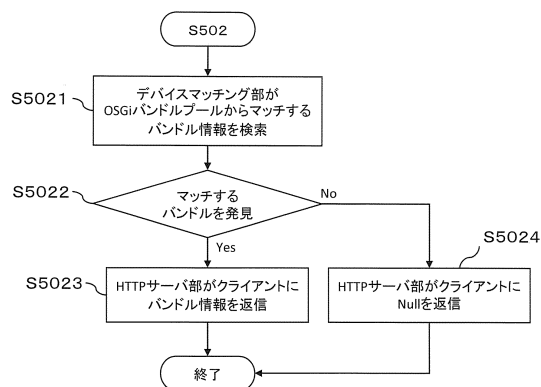 S502
S5021
デバイスマッチング部が
OSGiバンドルプールからマッチする
バンドル情報を検索
S5022
マッチする
バンドルを発見
No
Yes
S5024
S5023
HTTPサーバ部がクライアントに
バンドル情報を返信
HTTPサーバ部がクライアントに
Nullを返信
終了